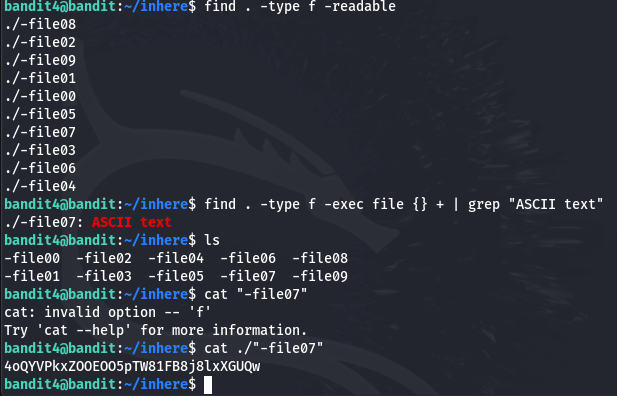 bandit4@bandit:~/inhere$ find . -type f -readable
./-file08
./-file02
./-file09
./-file01
./-file00
./-file05
./-file07
./-file03
./-file06
./-file04
bandit4@bandit:~/inhere$ find . -type f -exec file {} + | grep "ASCII text"
./-file07: ASCII text
bandit4@bandit:~/inhere$ ls
-file00  -file02  -file04  -file06  -file08
-file01  -file03  -file05  -file07  -file09
bandit4@bandit:~/inhere$ cat "-file07"
cat: invalid option -- 'f'
Try 'cat --help' for more information.
bandit4@bandit:~/inhere$ cat ./"-file07"
4oQYVPkxZOOEOO5pTW81FB8j8lxXGUQw
bandit4@bandit:~/inhere$